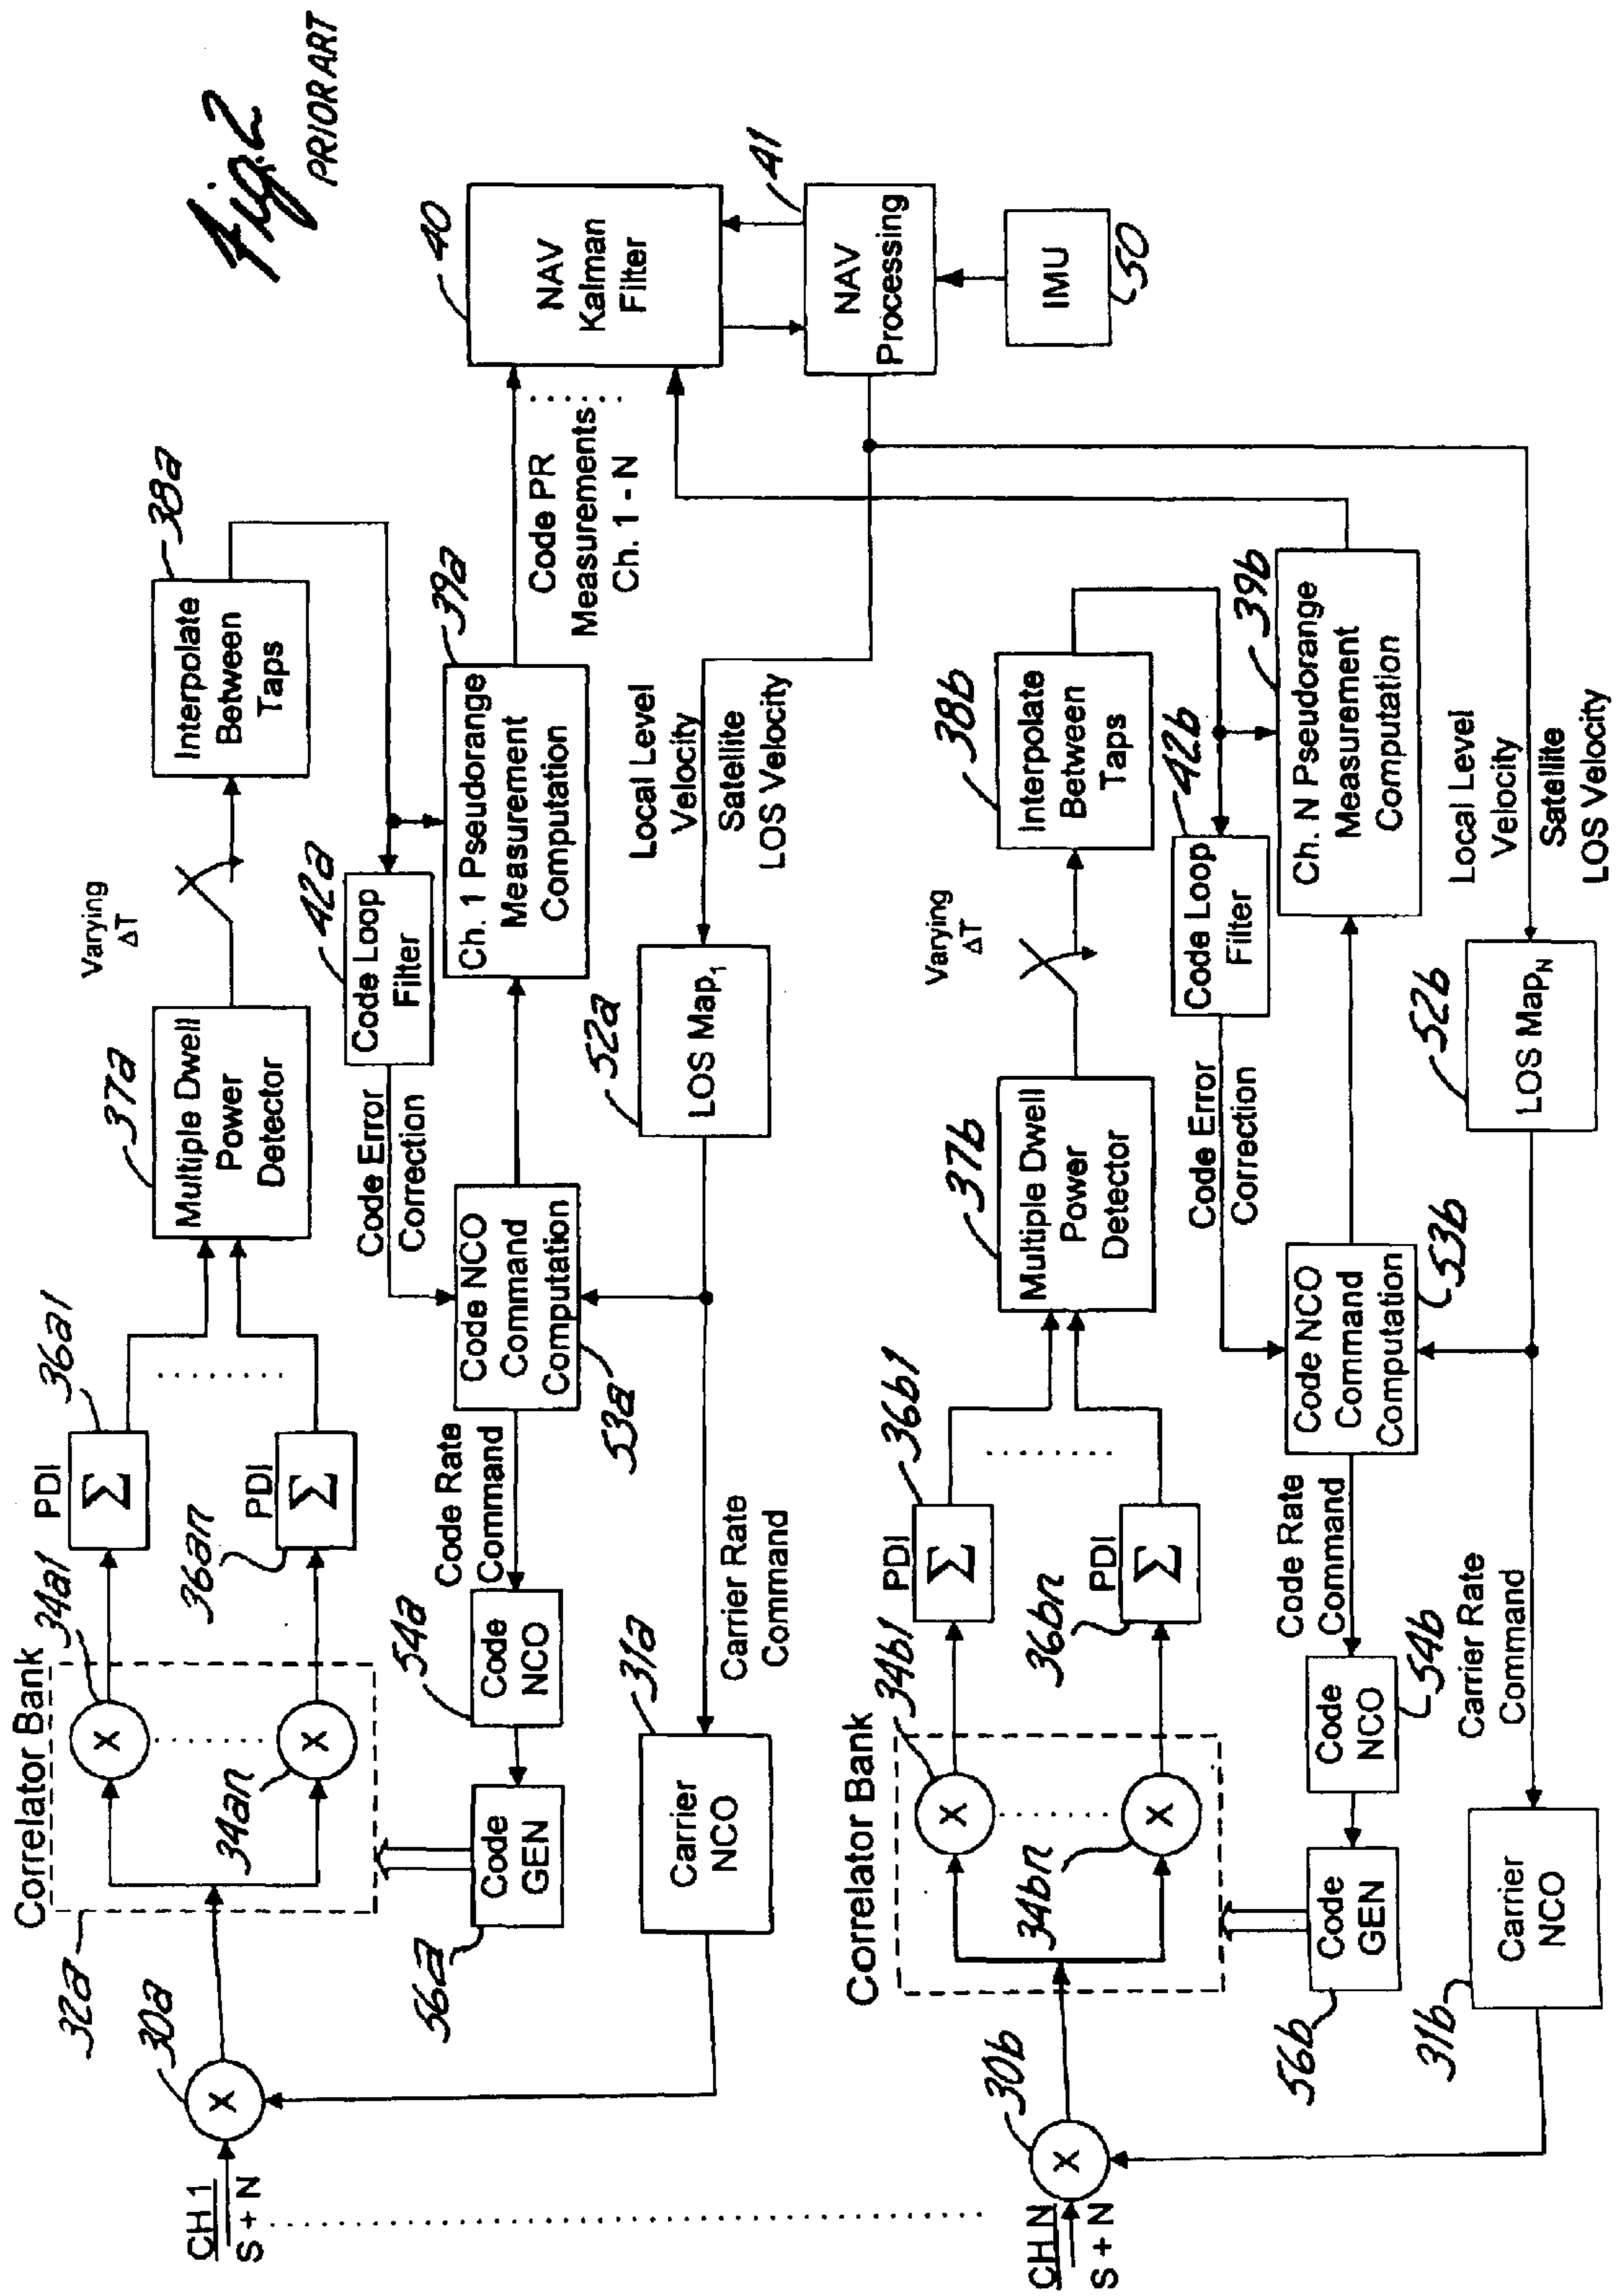 Fig. 2
PRIOR ART
CH 1
S + N
30a
32a
Correlator Bank
X
34a1
X
34an
PDI
Σ
36a1
PDI
Σ
36an
Multiple Dwell
Power
Detector
37a
Varying
ΔT
Interpolate
Between
Taps
38a
Code Loop
Filter
42a
Code Error
Correction
Ch. 1 Pseudorange
Measurement
Computation
39a
Code PR
Measurements
Ch. 1 - N
NAV
Kalman
Filter
40
NAV
Processing
41
IMU
50
Code NCO
Command
Computation
53a
Code Rate
Command
Code
NCO
54a
Code
GEN
56a
Local Level
Velocity
Satellite
LOS Velocity
LOS Map1
52a
Carrier Rate
Command
Carrier
NCO
31a
X
CH N
S + N
X
30b
Correlator Bank
X
34b1
X
34bn
PDI
Σ
36b1
PDI
Σ
36bn
Multiple Dwell
Power
Detector
37b
Varying
ΔT
Interpolate
Between
Taps
38b
Code Loop
Filter
42b
Code Error
Correction
Ch. N Pseudorange
Measurement
Computation
39b
Code NCO
Command
Computation
53b
Code Rate
Command
Code
NCO
54b
Code
GEN
56b
Local Level
Velocity
Satellite
LOS Velocity
LOS MapN
52b
Carrier Rate
Command
Carrier
NCO
31b